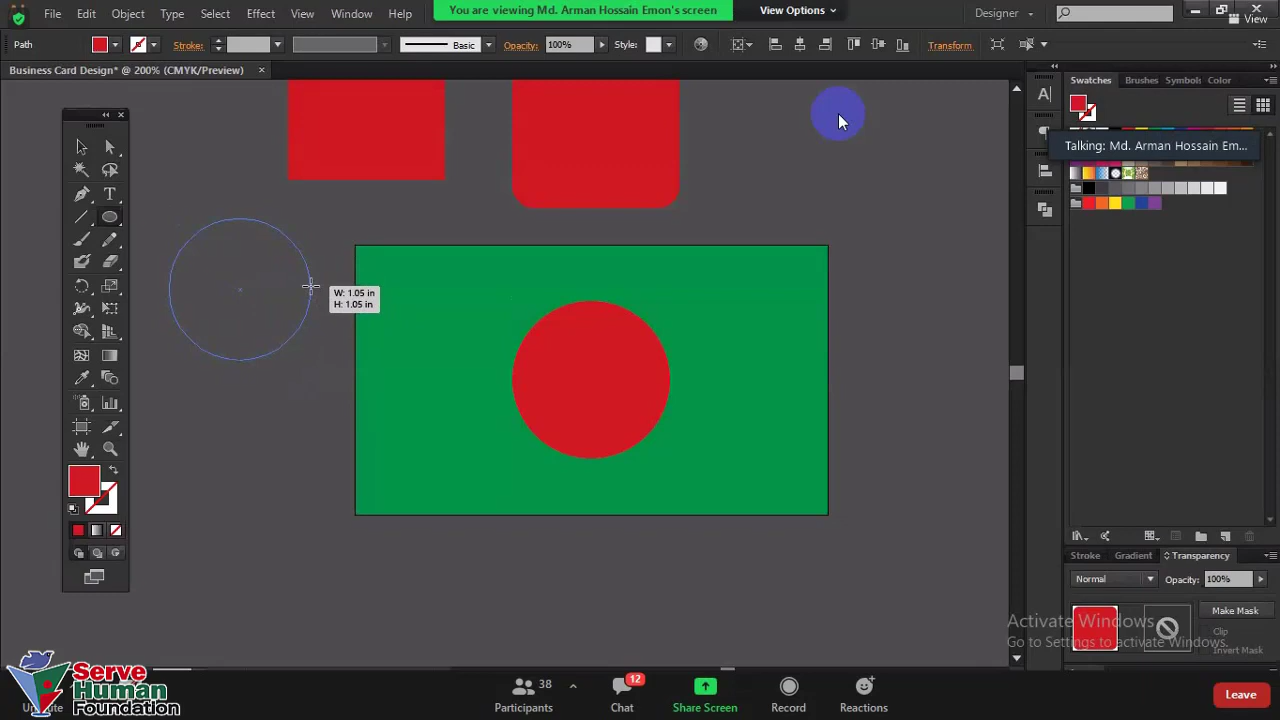 File Edit Object Type Select Effect View Window Help
You are viewing Md. Arman Hossain Emon's screen
View Options
Designer
View
Path
Stroke:
Basic
Opacity: 100%
Style:
Transform
Business Card Design* @ 200% (CMYK/Preview)
Swatches Brushes Symbols Color
Talking: Md. Arman Hossain Em...
W: 1.05 in
H: 1.05 in
Stroke Gradient Transparency
Normal Opacity: 100%
Make Mask
Clip
Invert Mask
Activate Windows
Go to Settings to activate Windows.
Serve
Human
Foundation
38
12
Participants Chat Share Screen Record Reactions
Leave